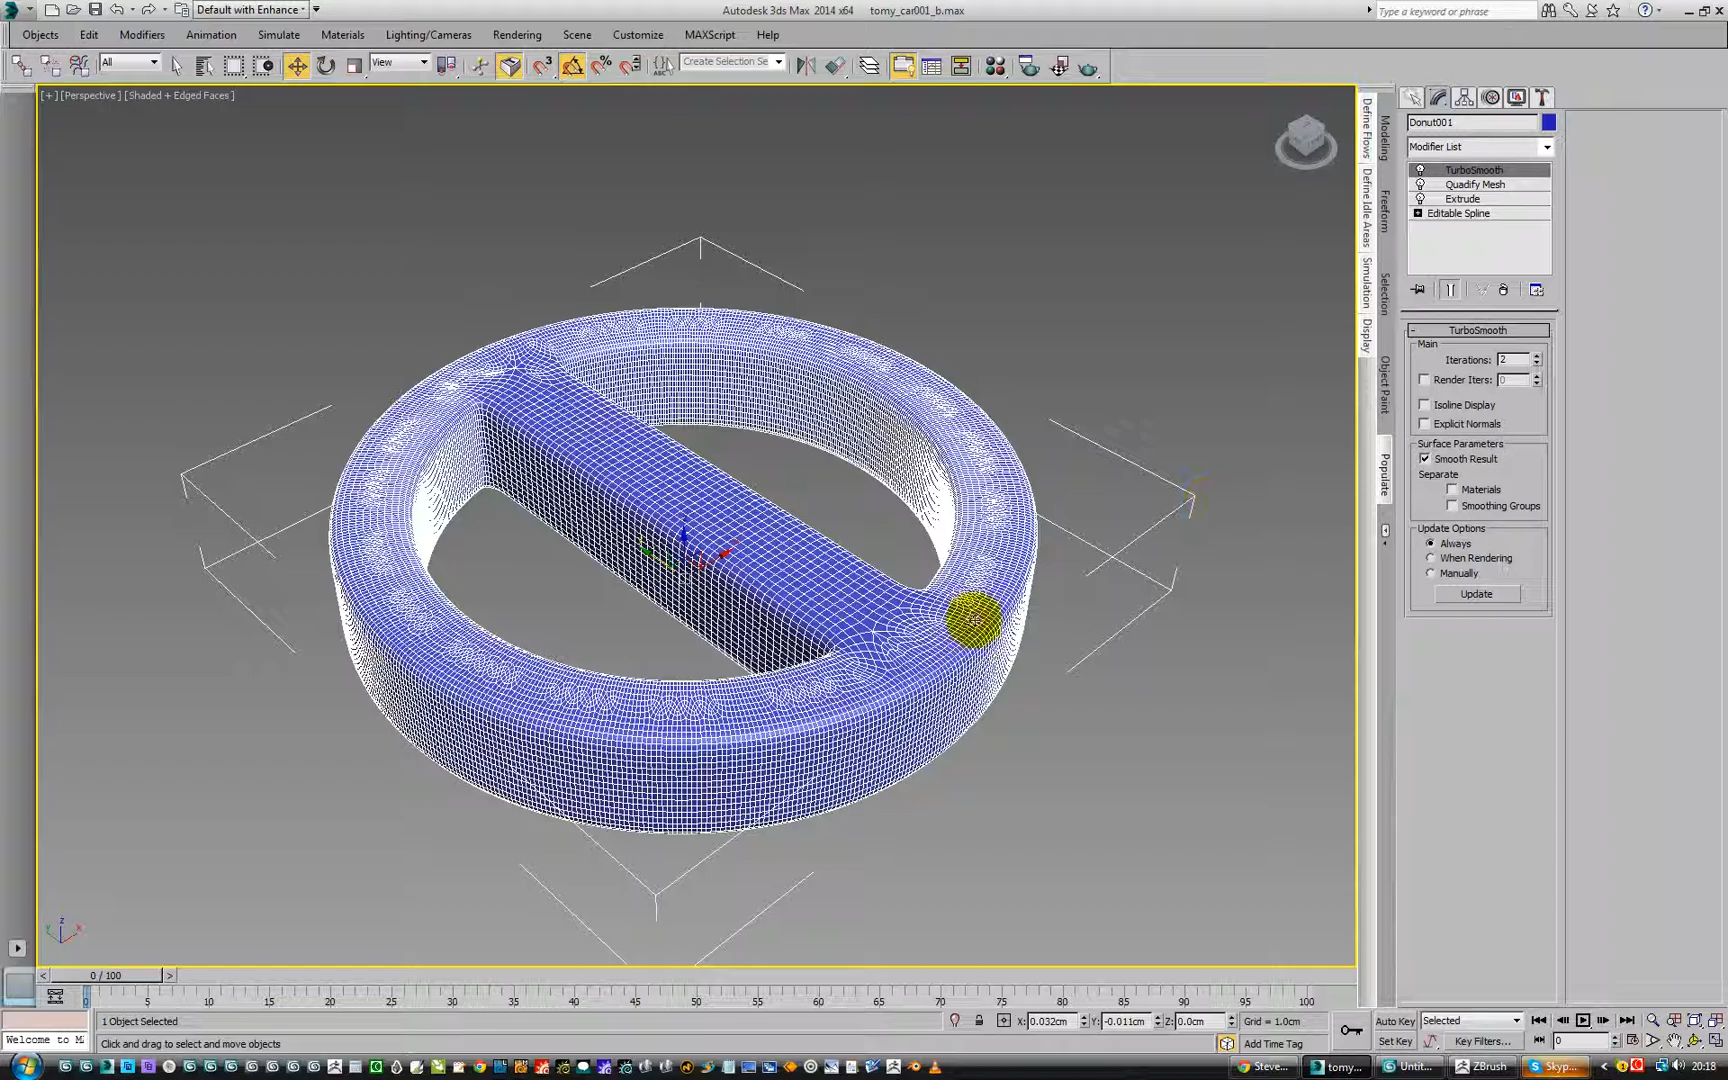 Default with Enhance
Autodesk 3ds Max 2014 x64 tomy_car001_b.max
Type a keyword or phrase
Objects Edit Modifiers Animation Simulate Materials Lighting/Cameras Rendering Scene Customize MAXScript Help
All View Create Selection Se
[+] [Perspective] [Shaded + Edged Faces]
Define Flows
Define Idle Areas
Simulation
Display
Modeling
Freeform
Selection
Object Paint
Populate
Donut001
Modifier List
TurboSmooth
Quadify Mesh
Extrude
Editable Spline
TurboSmooth
Main
Iterations: 2
Render Iters: 0
Isoline Display
Explicit Normals
Surface Parameters
Smooth Result
Separate
Materials
Smoothing Groups
Update Options
Always
When Rendering
Manually
Update
z
y x
< 0 / 100 >
0 5 10 15 20 25 30 35 40 45 50 55 60 65 70 75 80 85 90 95 100
1 Object Selected X: 0.032cm Y: -0.011cm Z: 0.0cm Grid = 1.0cm Auto Key Selected
Welcome to M Click and drag to select and move objects Add Time Tag Set Key Key Filters... 0
Steve... tomy... Untit... ZBrush Skyp... 20:18